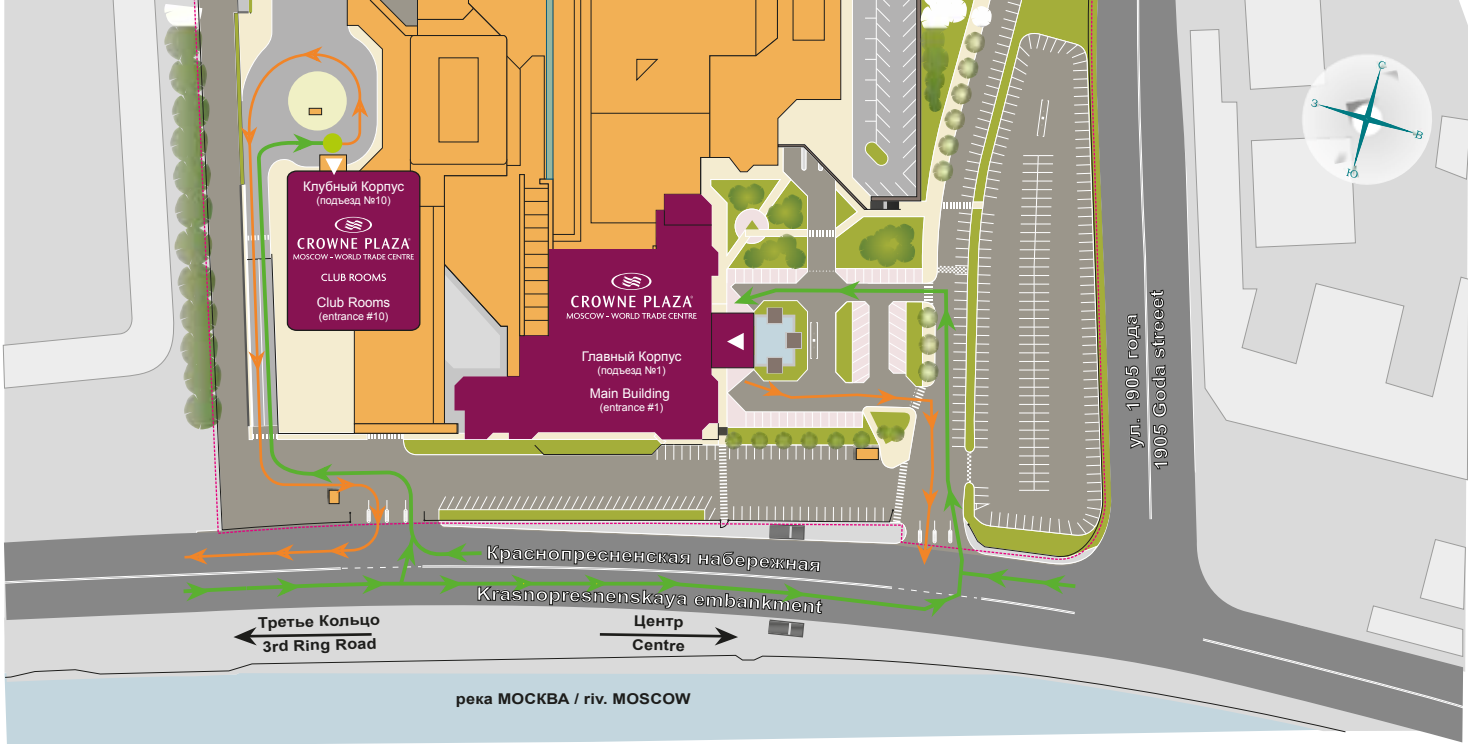 Клубный Корпус
(подъезд №10)
CROWNE PLAZA
MOSCOW – WORLD TRADE CENTRE
CLUB ROOMS
Club Rooms
(entrance #10)
CROWNE PLAZA
MOSCOW – WORLD TRADE CENTRE
Главный Корпус
(подъезд №1)
Main Building
(entrance #1)
С
З
В
Ю
ул. 1905 года
1905 Goda streeet
Краснопресненская набережная
Krasnopresnenskaya embankment
Третье Кольцо
3rd Ring Road
Центр
Centre
река МОСКВА / riv. MOSCOW